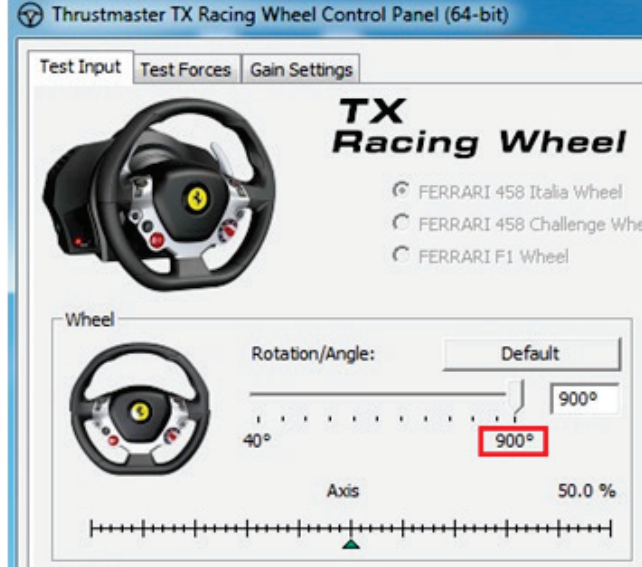 Thrustmaster TX Racing Wheel Control Panel (64-bit)
Test Input Test Forces Gain Settings
TX
Racing Wheel
FERRARI 458 Italia Wheel
FERRARI 458 Challenge Whe
FERRARI F1 Wheel
Wheel
Rotation/Angle: Default
900°
40° 900°
Axis 50.0 %